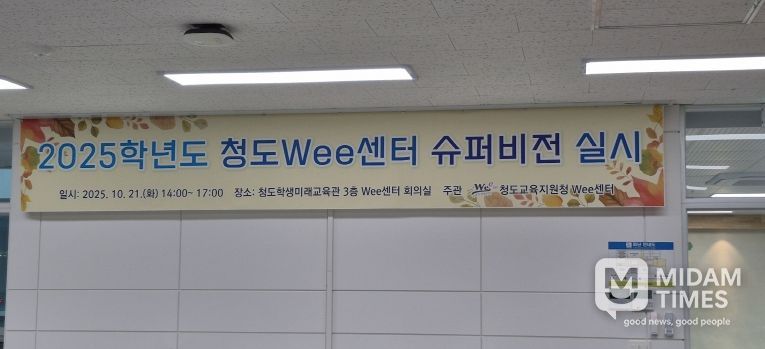 2025학년도 청도Wee센터 슈퍼비전 실시
일시: 2025. 10. 21.(화) 14:00~ 17:00 장소: 청도학생미래교육관 3층 Wee센터 회의실 주관 Wee 청도교육지원청 Wee센터
MIDAM
TIMES
good news, good people